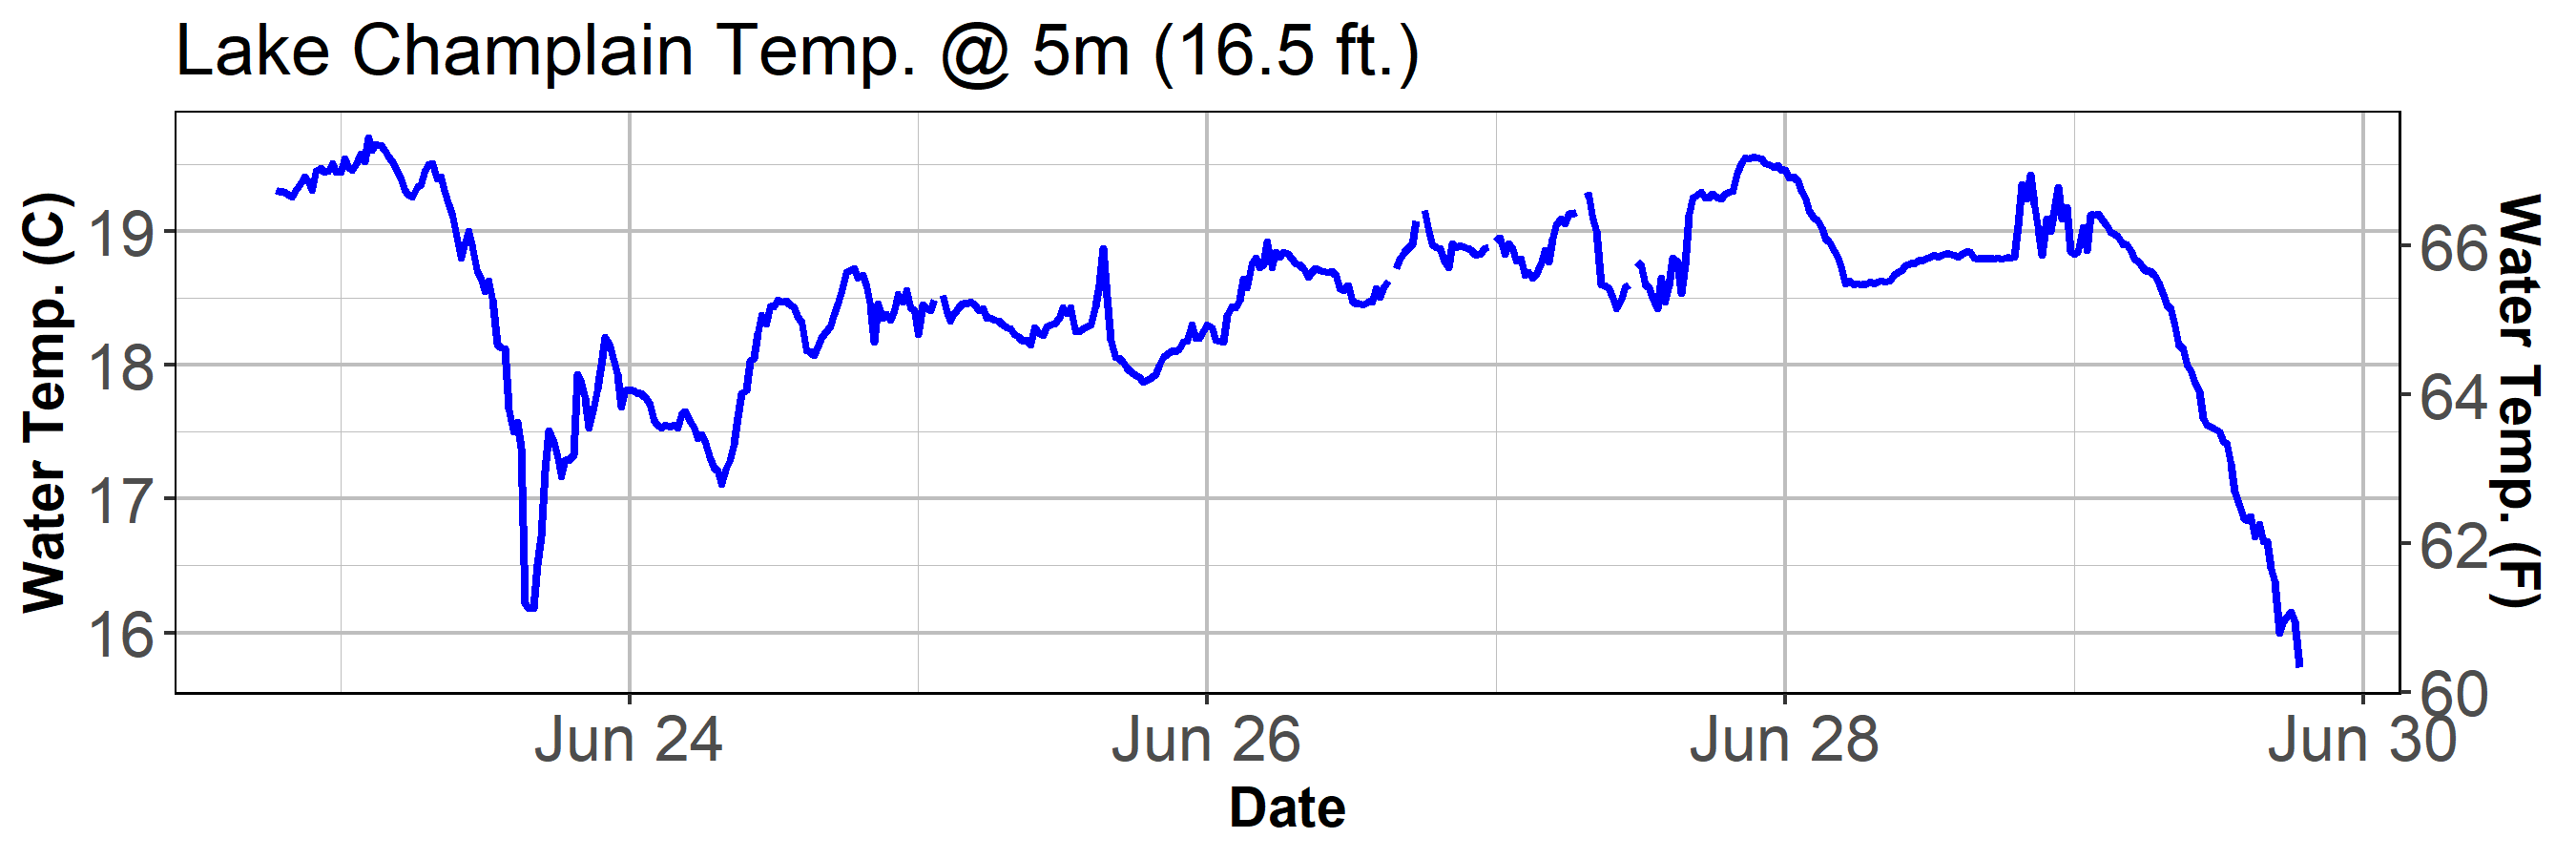 Lake Champlain Temp. @ 5m (16.5 ft.)
Water Temp. (C)
19
18
17
16
66
64
62
60
Water Temp. (F)
Jun 24
Jun 26
Jun 28
Jun 30
Date